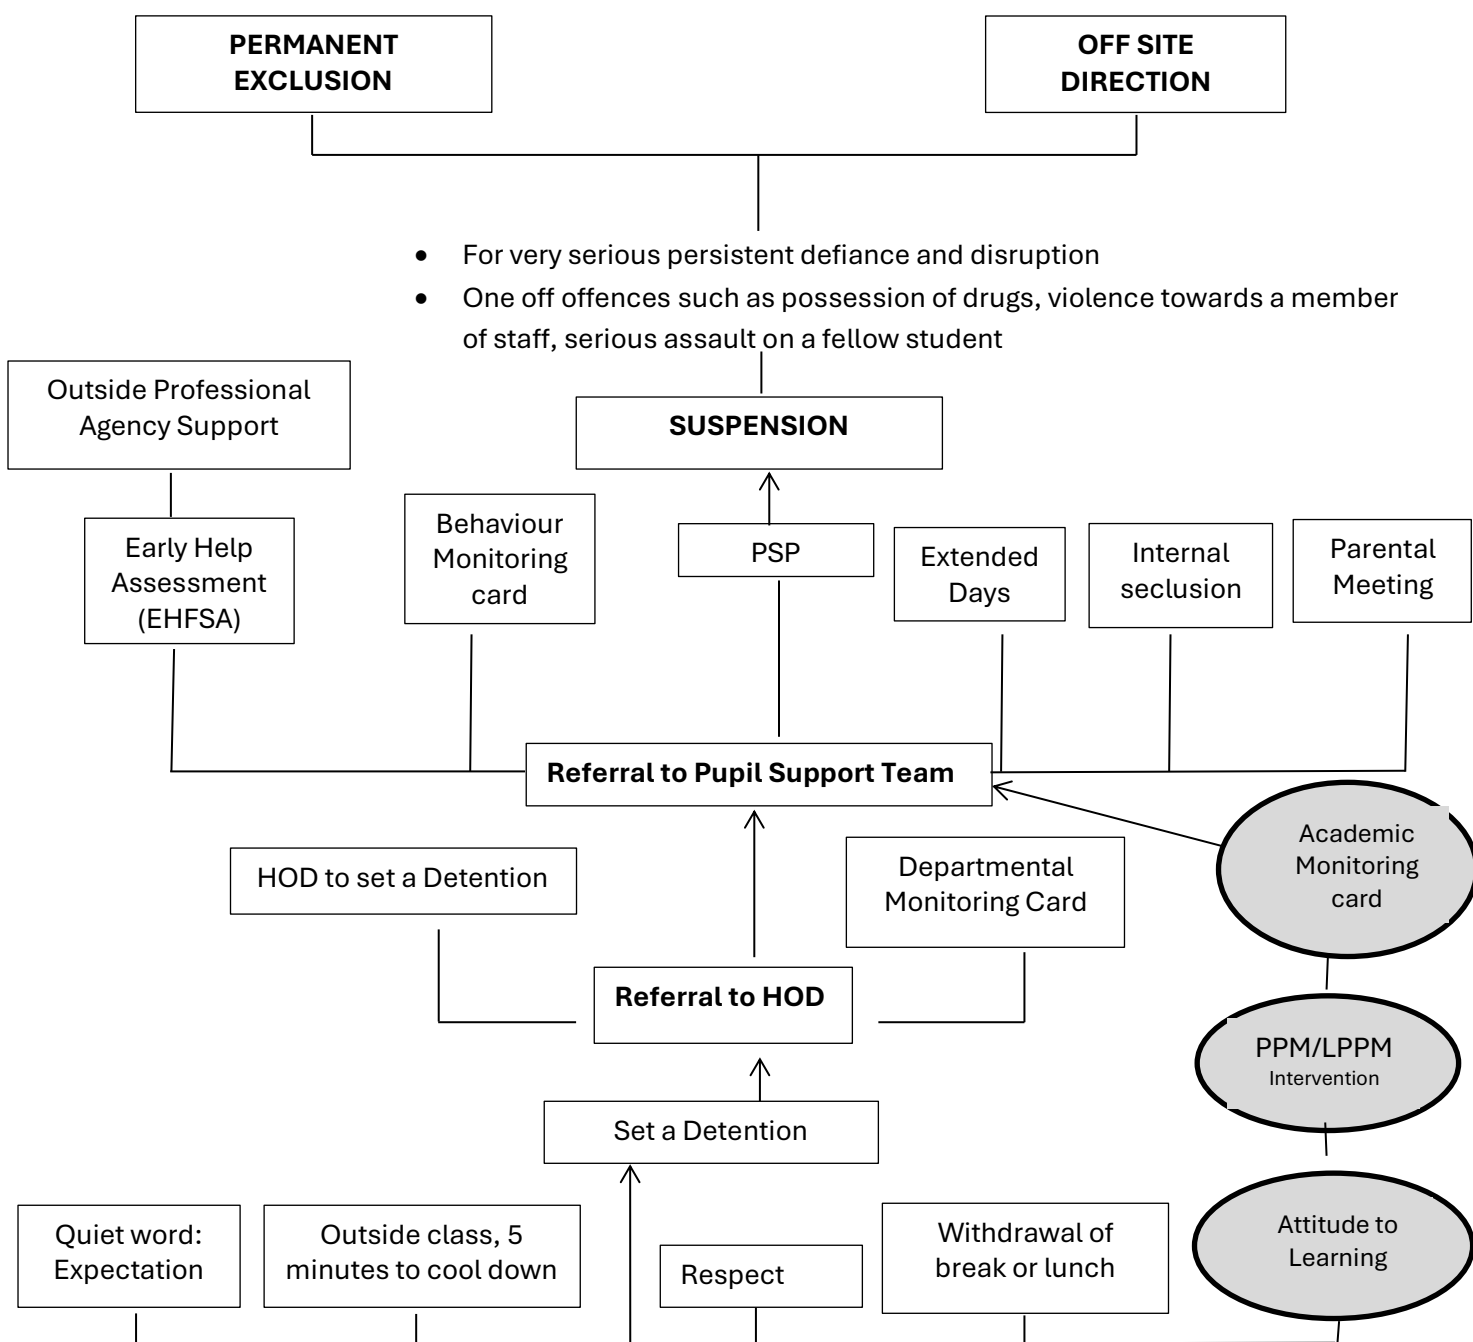 PERMANENT
EXCLUSION
OFF SITE
DIRECTION
• For very serious persistent defiance and disruption
• One off offences such as possession of drugs, violence towards a member
of staff, serious assault on a fellow student
Outside Professional
Agency Support
SUSPENSION
Early Help
Assessment
(EHFSA)
Behaviour
Monitoring
card
PSP
Extended
Days
Internal
seclusion
Parental
Meeting
Referral to Pupil Support Team
Academic
Monitoring
card
HOD to set a Detention
Departmental
Monitoring Card
Referral to HOD
PPM/LPPM
Intervention
Set a Detention
Quiet word:
Expectation
Outside class, 5
minutes to cool down
Respect
Withdrawal of
break or lunch
Attitude to
Learning